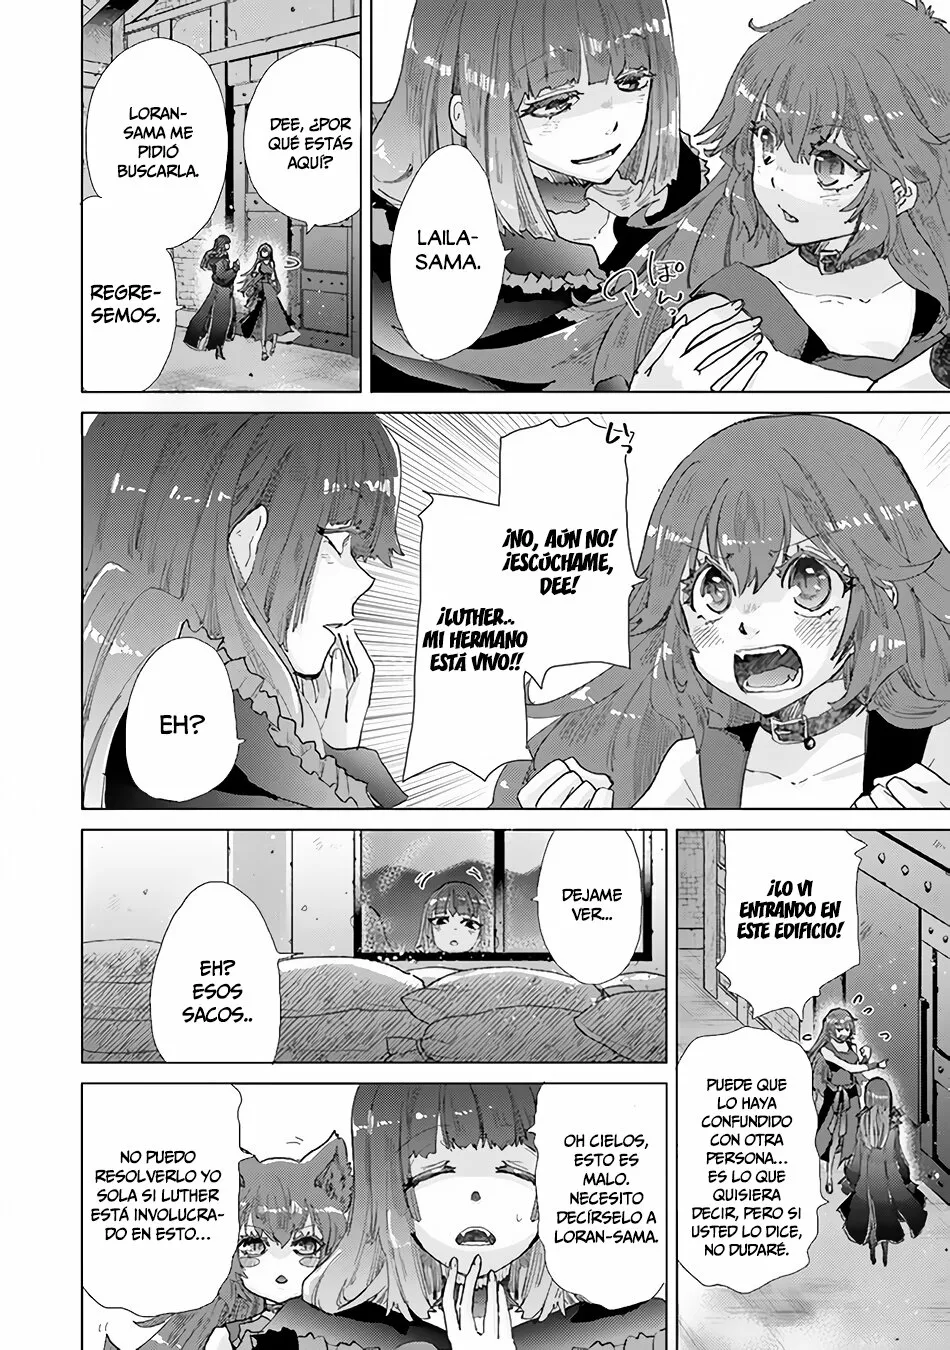 LAILA-
SAMA.
ぽん
DEE, ¿POR
QUÉ ESTÁS
AQUÍ?
LORAN-
SAMA ME
PIDIÓ
BUSCARLA.
REGRE-
SEMOS.
¡NO, AÚN NO!
¡ESCÚCHAME,
DEE!
¡LUTHER..
MI HERMANO
ESTÁ VIVO!!
EH?
¡LO VI
ENTRANDO EN
ESTE EDIFICIO!
PUEDE QUE
LO HAYA
CONFUNDIDO
CON OTRA
PERSONA...
ES LO QUE
QUISIERA
DECIR, PERO SI
USTED LO DICE,
NO DUDARÉ.
DEJAME
VER...
EH?
ESOS
SACOS..
OH CIELOS,
ESTO ES
MALO.
NECESITO
DECÍRSELO A
LORAN-SAMA.
NO PUEDO
RESOLVERLO YO
SOLA SI LUTHER
ESTÁ INVOLUCRA-
DO EN ESTO...